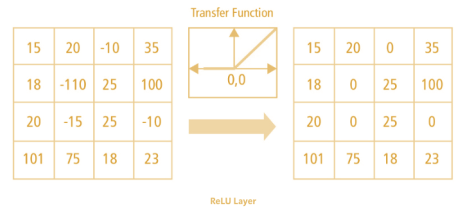 Transfer Function
15 20 -10 35
18 -110 25 100
20 -15 25 -10
101 75 18 23
0,0
15 20 0 35
18 0 25 100
20 0 25 0
101 75 18 23
ReLU Layer